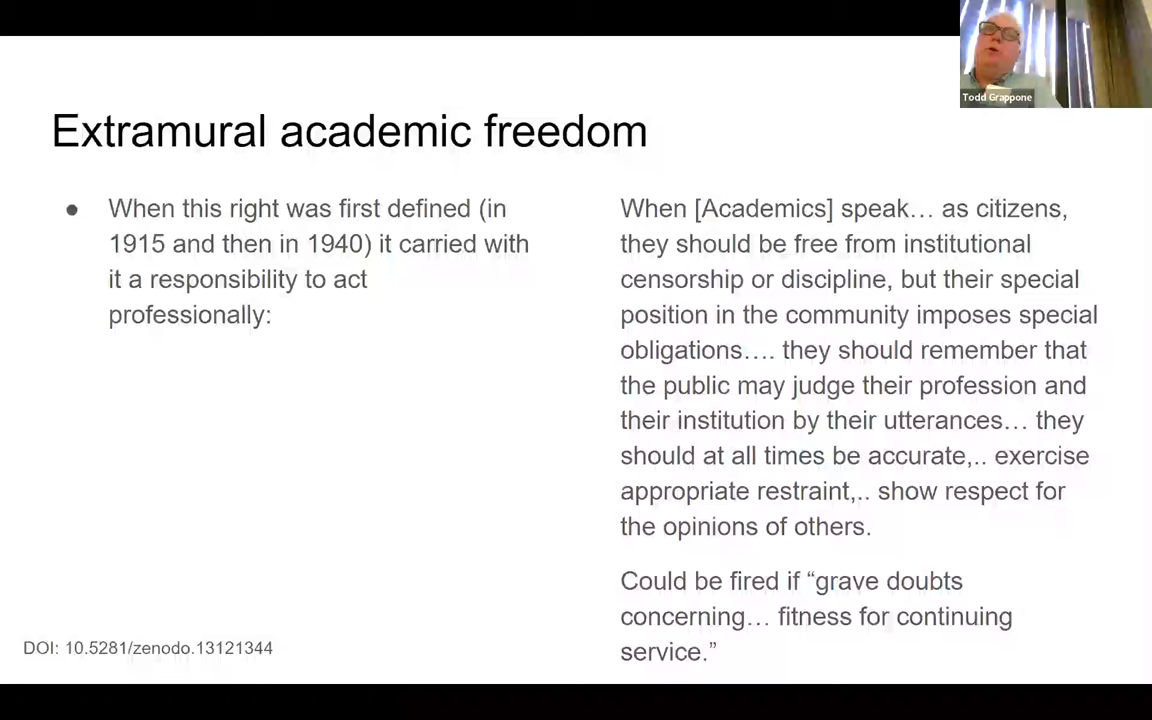 Todd Grappone
Extramural academic freedom
● When this right was first defined (in
1915 and then in 1940) it carried with
it a responsibility to act
professionally:
When [Academics] speak… as citizens,
they should be free from institutional
censorship or discipline, but their special
position in the community imposes special
obligations…. they should remember that
the public may judge their profession and
their institution by their utterances… they
should at all times be accurate,.. exercise
appropriate restraint,.. show respect for
the opinions of others.
Could be fired if “grave doubts
concerning… fitness for continuing
service.”
DOI: 10.5281/zenodo.13121344